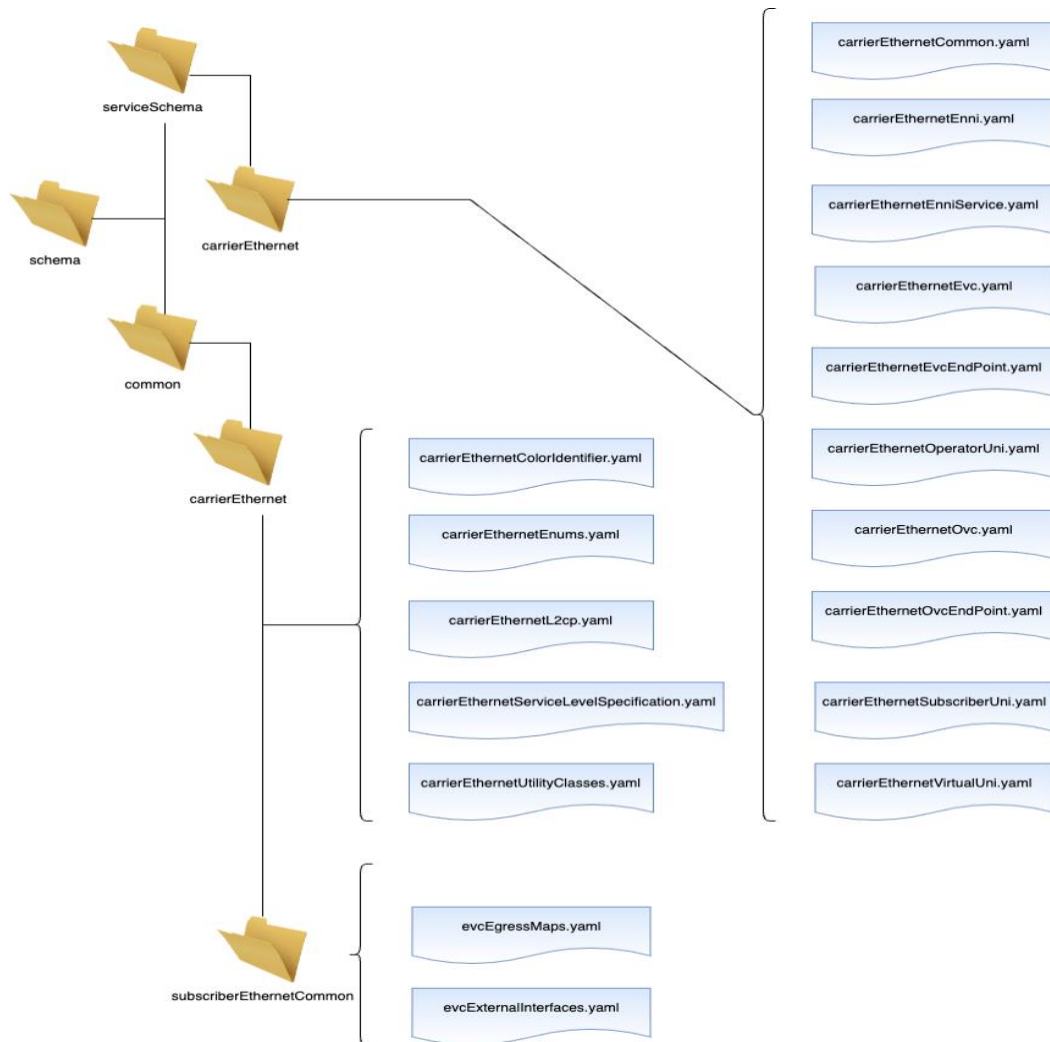 serviceSchema
schema
carrierEthernet
common
carrierEthernet
subscriberEthernetCommon
carrierEthernetColorIdentifier.yaml
carrierEthernetEnums.yaml
carrierEthernetL2cp.yaml
carrierEthernetServiceLevelSpecification.yaml
carrierEthernetUtilityClasses.yaml
evcEgressMaps.yaml
evcExternalInterfaces.yaml
carrierEthernetCommon.yaml
carrierEthernetEnni.yaml
carrierEthernetEnniService.yaml
carrierEthernetEvc.yaml
carrierEthernetEvcEndPoint.yaml
carrierEthernetOperatorUni.yaml
carrierEthernetOvc.yaml
carrierEthernetOvcEndPoint.yaml
carrierEthernetSubscriberUni.yaml
carrierEthernetVirtualUni.yaml